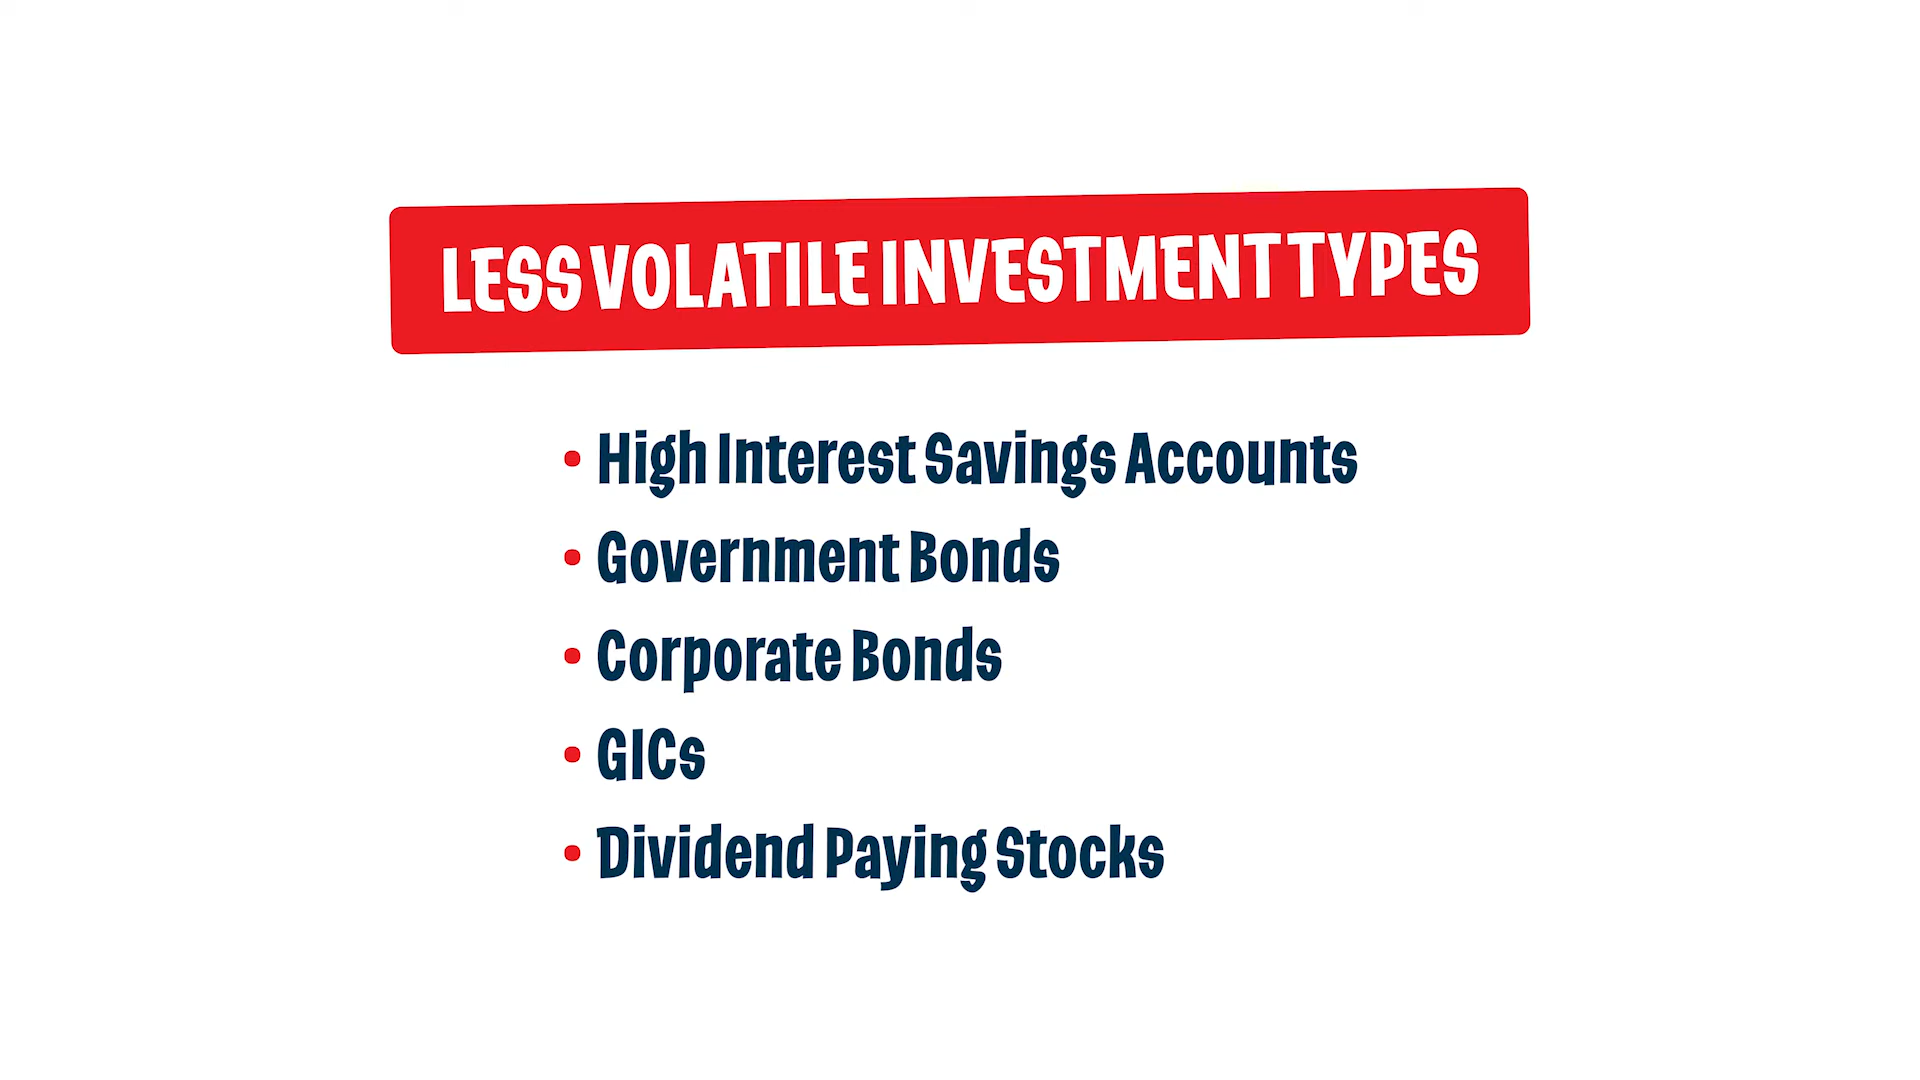 LESS VOLATILE INVESTMENT TYPES
• High Interest Savings Accounts
• Government Bonds
• Corporate Bonds
• GICs
• Dividend Paying Stocks